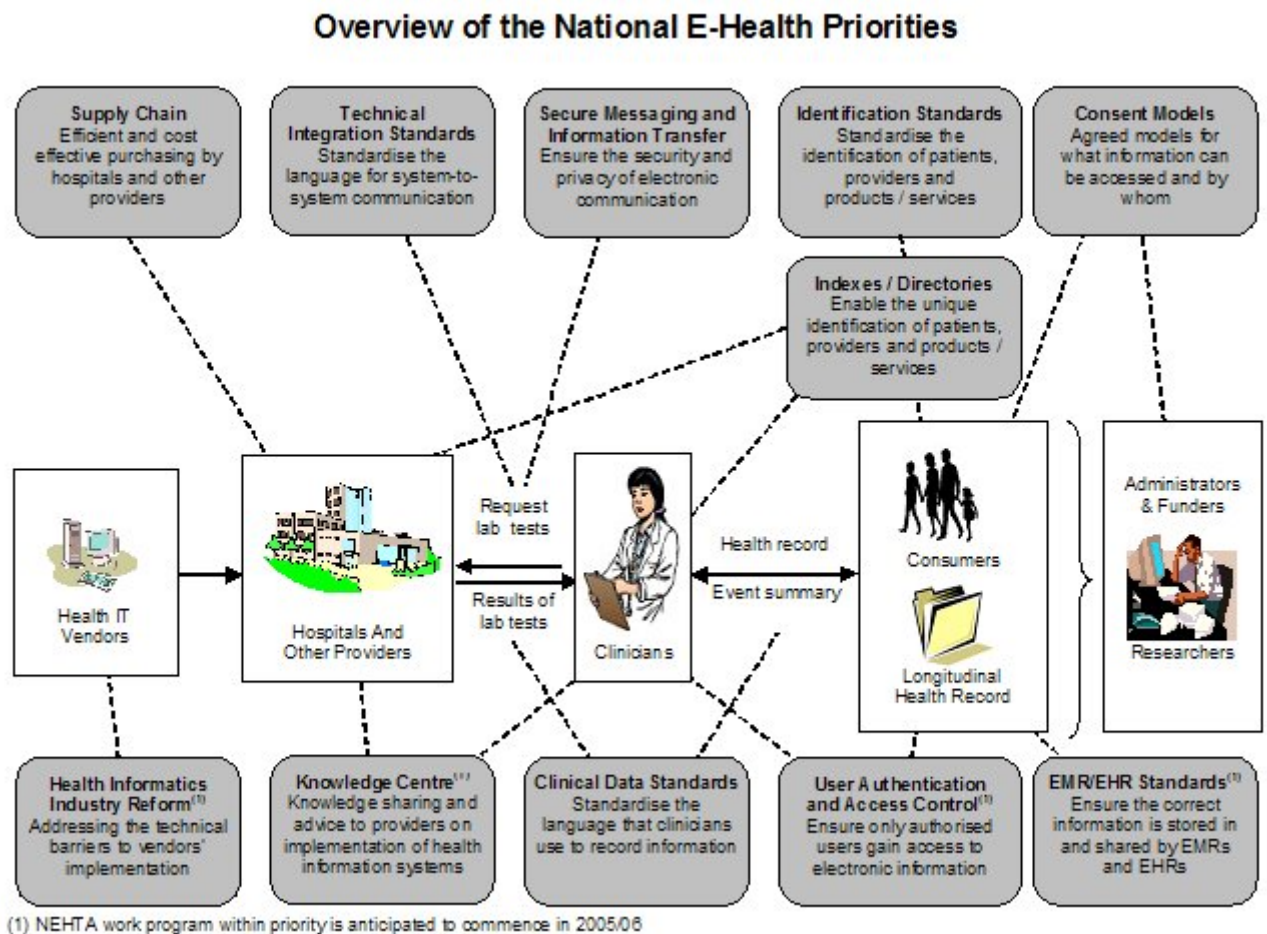 Overview of the National E-Health Priorities
Supply Chain
Efficient and cost
effective purchasing by
hospitals and other
providers
Technical
Integration Standards
Standardise the
language for system-to-
system communication
Secure Messaging and
Information Transfer
Ensure the security and
privacy of electronic
communication
Identification Standards
Standardise the
identification of patients,
providers and
products / services
Consent Models
Agreed models for
what information can
be accessed and by
whom
Indexes / Directories
Enable the unique
identification of patients,
providers and products /
services
Health IT
Vendors
Hospitals And
Other Providers
Request
lab tests
Results of
lab tests
Clinicians
Health record
Event summary
Consumers
Longitudinal
Health Record
Administrators
& Funders
Researchers
Health Informatics
Industry Reform(1)
Addressing the technical
barriers to vendors'
implementation
Knowledge Centre(1)
Knowledge sharing and
advice to providers on
implementation of health
information systems
Clinical Data Standards
Standardise the
language that clinicians
use to record information
User Authentication
and Access Control(1)
Ensure only authorised
users gain access to
electronic information
EMR/EHR Standards(1)
Ensure the correct
information is stored in
and shared by EMRs
and EHRs
(1) NEHTA work program within priority is anticipated to commence in 2005/06